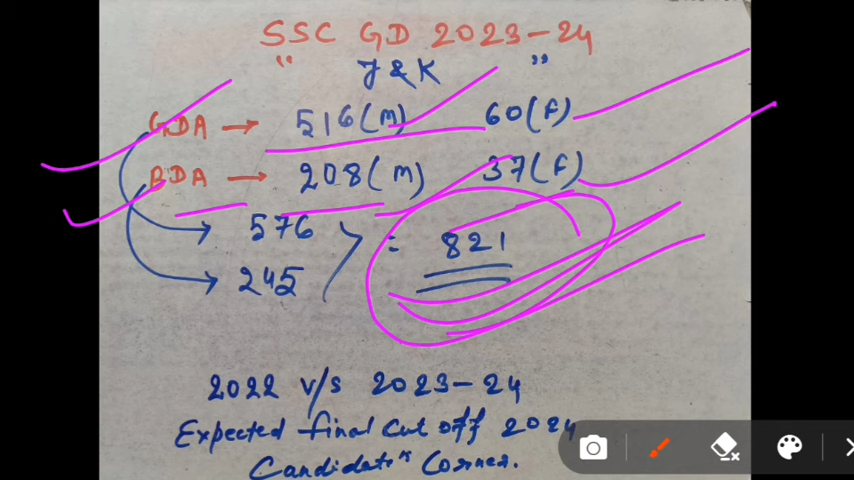 SSC GD 2023-24
" J & K "
GDA → 516(M) 60(F)
BDA → 208(M) 37(F)
576
= 821
245
2022 v/s 2023-24
Expected final cut off 2024
Candidate" Corner.